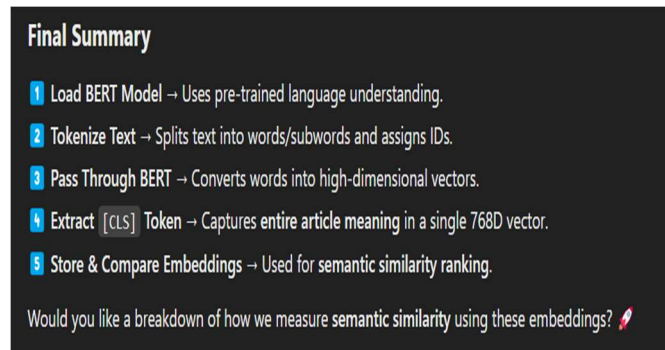 Final Summary
1️⃣ Load BERT Model → Uses pre-trained language understanding.
2️⃣ Tokenize Text → Splits text into words/subwords and assigns IDs.
3️⃣ Pass Through BERT → Converts words into high-dimensional vectors.
4️⃣ Extract [CLS] Token → Captures entire article meaning in a single 768D vector.
5️⃣ Store & Compare Embeddings → Used for semantic similarity ranking.
Would you like a breakdown of how we measure semantic similarity using these embeddings? 🚀